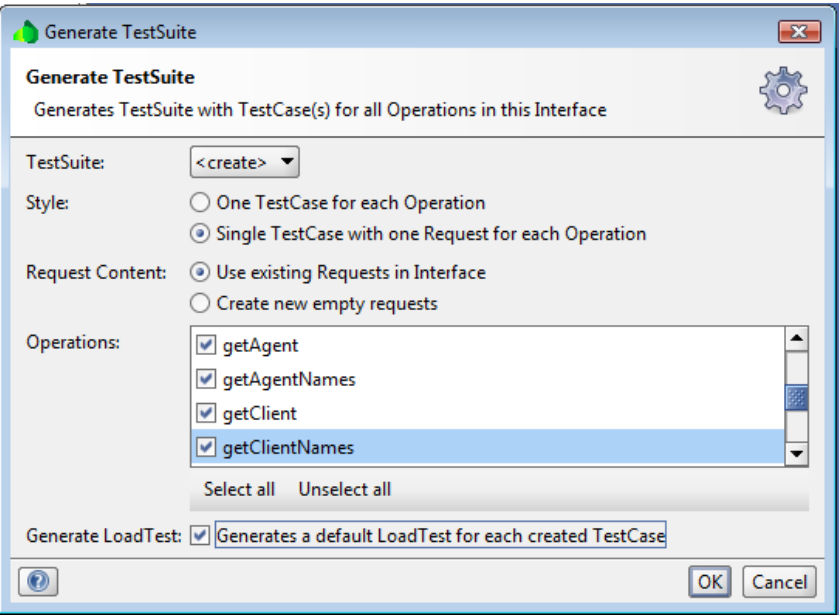 Generate TestSuite
Generate TestSuite
Generates TestSuite with TestCase(s) for all Operations in this Interface
TestSuite: <create>
Style: One TestCase for each Operation
Single TestCase with one Request for each Operation
Request Content: Use existing Requests in Interface
Create new empty requests
Operations: getAgent
getAgentNames
getClient
getClientNames
Select all Unselect all
Generate LoadTest: Generates a default LoadTest for each created TestCase
? OK Cancel